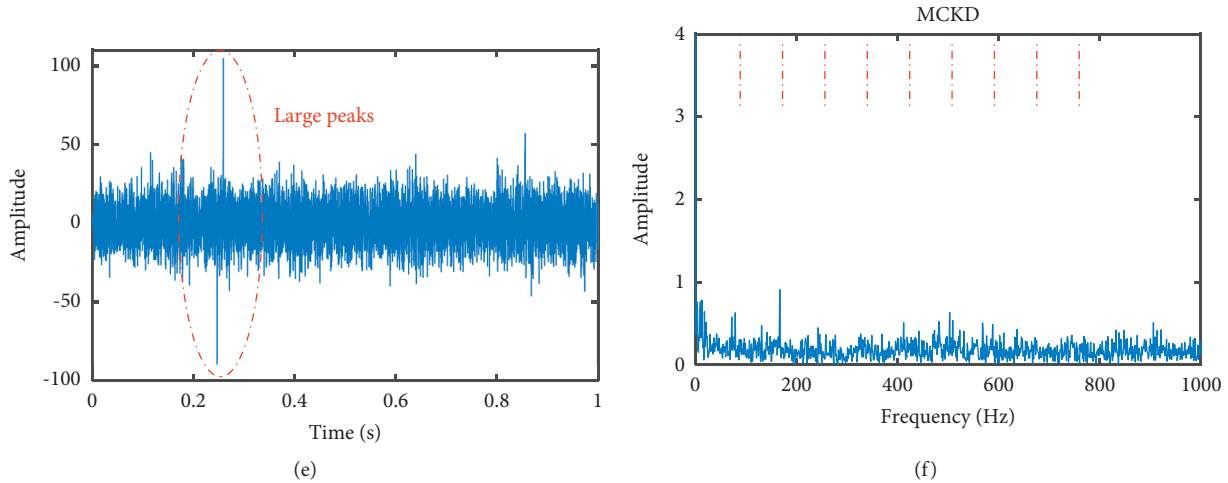 100
50
0
-50
-100
Amplitude
Large peaks
0
0.2
0.4
0.6
0.8
1
Time (s)
(e)
MCKD
4
3
2
1
0
Amplitude
0
200
400
600
800
1000
Frequency (Hz)
(f)